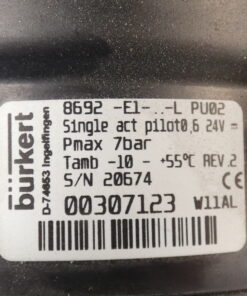 bürkert
D-74653 Ingelfingen
8692 -E1-..-L PU02
Single act pilot0,6 24V ⎓
Pmax 7bar
Tamb -10 - +55°C REV.2
S/N 20674
00307123 W11AL